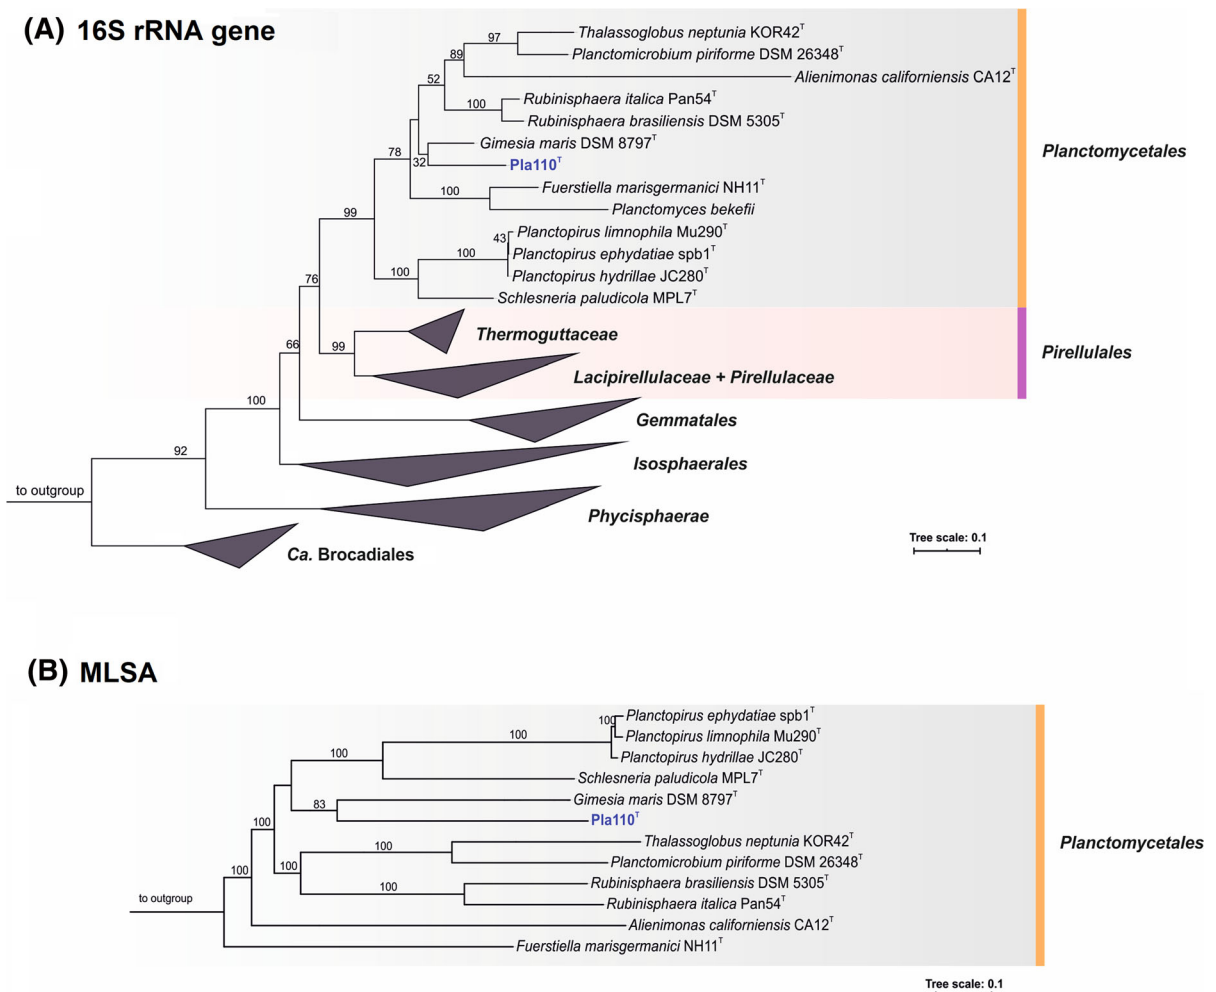 (A) 16S rRNA gene
97
Thalassoglobus neptunia KOR42T
Planctomicrobium piriforme DSM 26348T
89
Alienimonas californiensis CA12T
52
100
Rubinisphaera italica Pan54T
Rubinisphaera brasiliensis DSM 5305T
Gimesia maris DSM 8797T
78
32
Pla110T
Planctomycetales
100
Fuerstiella marisgermanici NH11T
Planctomyces bekefii
99
43
Planctopirus limnophila Mu290T
100
Planctopirus ephydatiae spb1T
100
Planctopirus hydrillae JC280T
76
Schlesneria paludicola MPL7T
Thermoguttaceae
66
99
Pirellulales
Lacipirellulaceae + Pirellulaceae
100
Gemmatales
92
Isosphaerales
to outgroup
Phycisphaerae
Ca. Brocadiales
Tree scale: 0.1
(B) MLSA
100
Planctopirus ephydatiae spb1T
100
Planctopirus limnophila Mu290T
100
Planctopirus hydrillae JC280T
Schlesneria paludicola MPL7T
83
Gimesia maris DSM 8797T
100
Pla110T
100
Thalassoglobus neptunia KOR42T
Planctomycetales
100
100
Planctomicrobium piriforme DSM 26348T
100
Rubinisphaera brasiliensis DSM 5305T
to outgroup
Rubinisphaera italica Pan54T
Alienimonas californiensis CA12T
Fuerstiella marisgermanici NH11T
Tree scale: 0.1